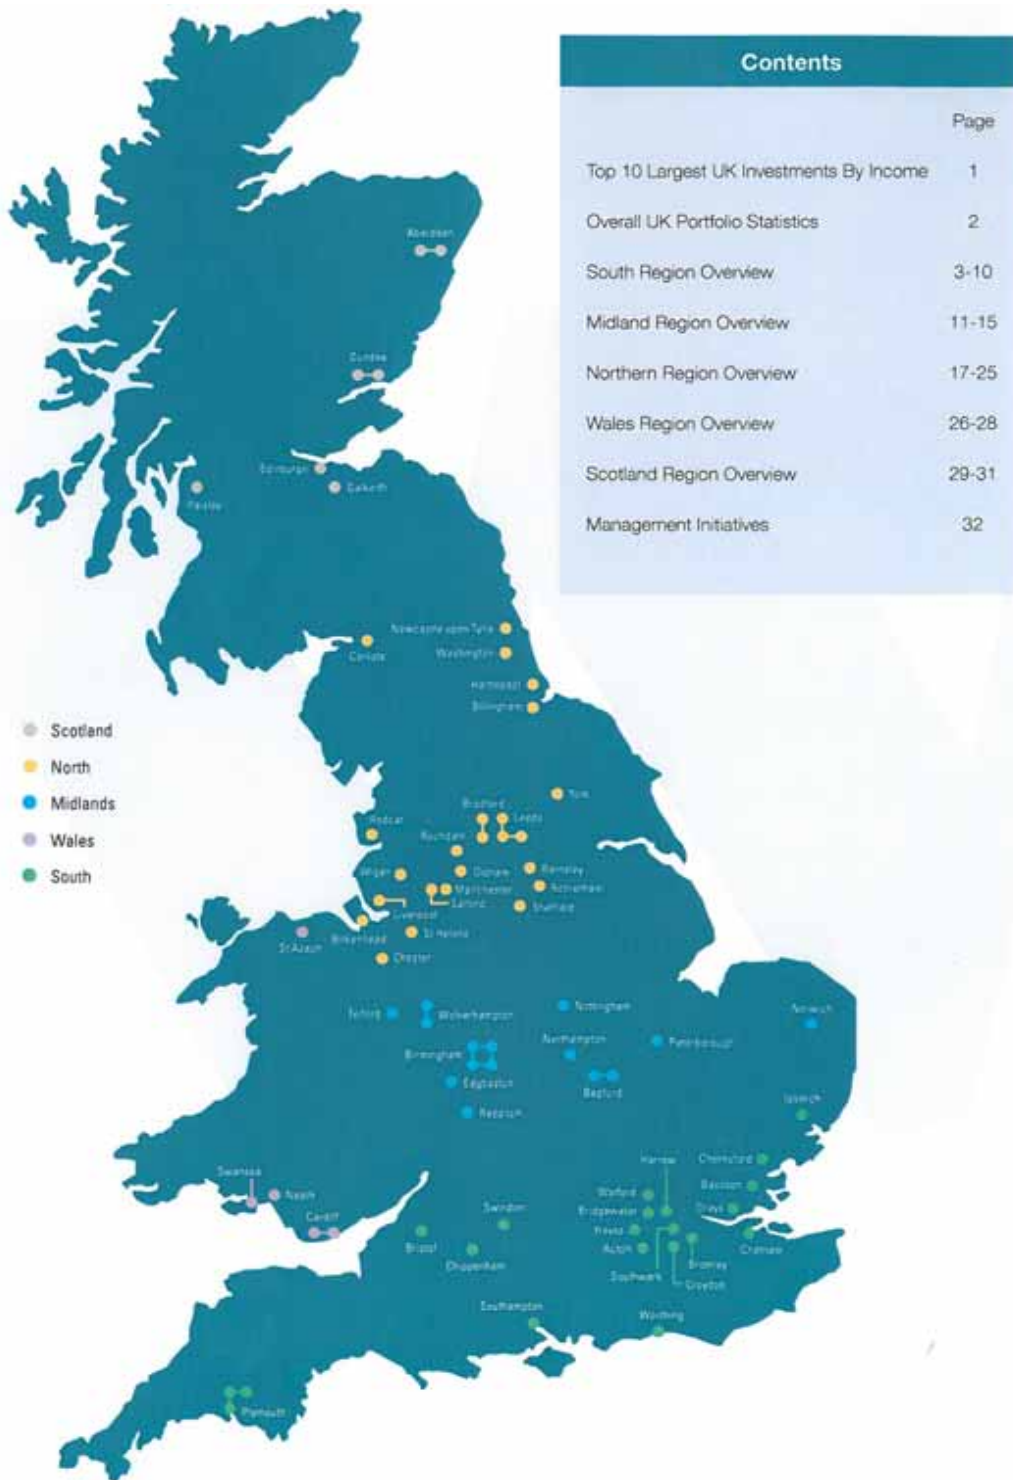 Contents
Page
Top 10 Largest UK Investments By Income 1
Overall UK Portfolio Statistics 2
South Region Overview 3-10
Midland Region Overview 11-15
Northern Region Overview 17-25
Wales Region Overview 26-28
Scotland Region Overview 29-31
Management Initiatives 32
Aberdeen
Dundee
Edinburgh
Dalkeith
Paisley
Newcastle upon Tyne
Carlisle
Washington
Hartlepool
Billingham
Scotland
North
Midlands
Wales
South
York
Bradford
Leeds
Wigan
Oldham
Barnsley
Manchester
Rotherham
Salford
Sheffield
Liverpool
Birkenhead
St Helens
St Asaph
Chester
Telford
Wolverhampton
Nottingham
Norwich
Birmingham
Northampton
Peterborough
Edgbaston
Bedford
Redditch
Ipswich
Harrow
Chelmsford
Swansea
Neath
Watford
Basildon
Bridgewater
Grays
Cardiff
Swindon
Bristol
Chippenham
Acton
Bromley
Southwark
Croydon
Southampton
Worthing
Plymouth